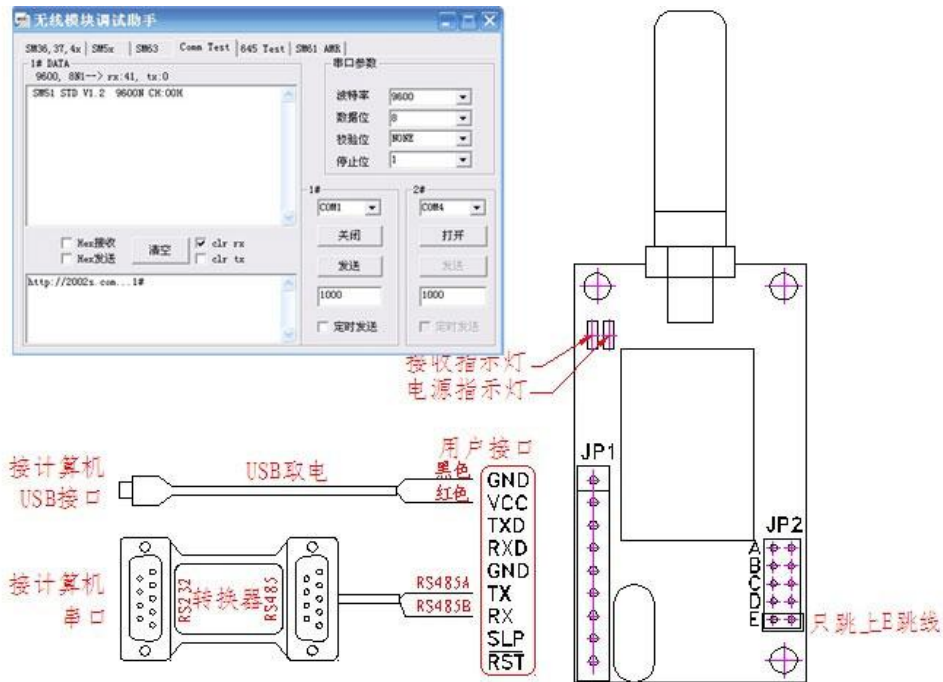 无线模块调试助手
SM36,37,4x SM5x SM63 Comm Test 645 Test SM61 AMR
1# DATA
9600, 8N1--> rx:41, tx:0
SM51 STD V1.2 9600N CH:00H
串口参数
波特率 9600
数据位 8
校验位 NONE
停止位 1
1#
COM1
关闭
发送
1000
定时发送
2#
COM4
打开
发送
1000
定时发送
Hex接收
Hex发送
清空
clr rx
clr tx
http://2002s.com...1#
接收指示灯
电源指示灯
用户接口
接计算机
USB接口
USB取电
黑色
红色
GND
VCC
TXD
RXD
GND
TX
RX
SLP
RST
接计算机
串口
RS232
转换器
RS485
RS485A
RS485B
JP1
JP2
A
B
C
D
E
只跳上E跳线